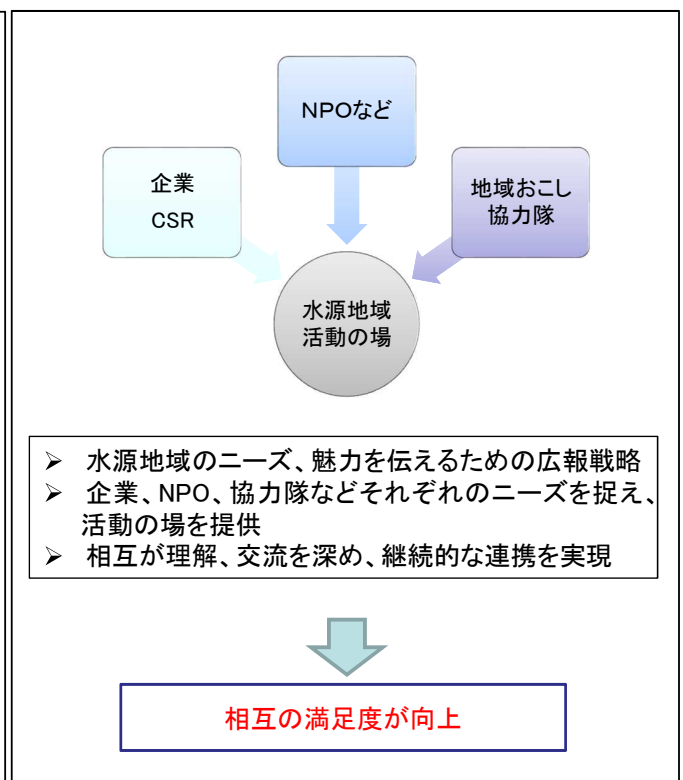 NPOなど
企業
CSR
地域おこし
協力隊
水源地域
活動の場
➢ 水源地域のニーズ、魅力を伝えるための広報戦略
➢ 企業、NPO、協力隊などそれぞれのニーズを捉え、
活動の場を提供
➢ 相互が理解、交流を深め、継続的な連携を実現
相互の満足度が向上